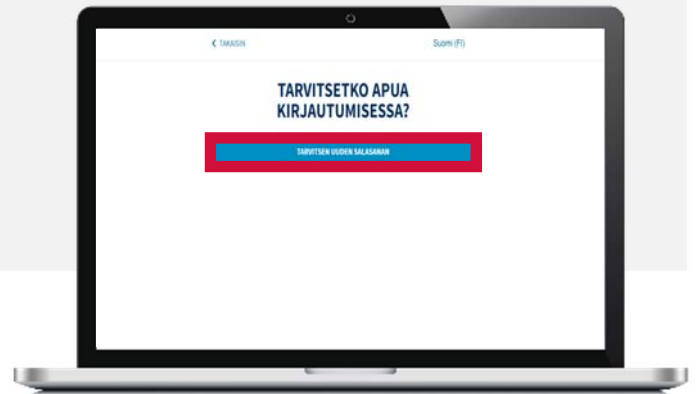 TAKAISIN
Suomi (FI)
TARVITSETKO APUA
KIRJAUTUMISESSA?
TARVITSEN UUDEN SALASANAN